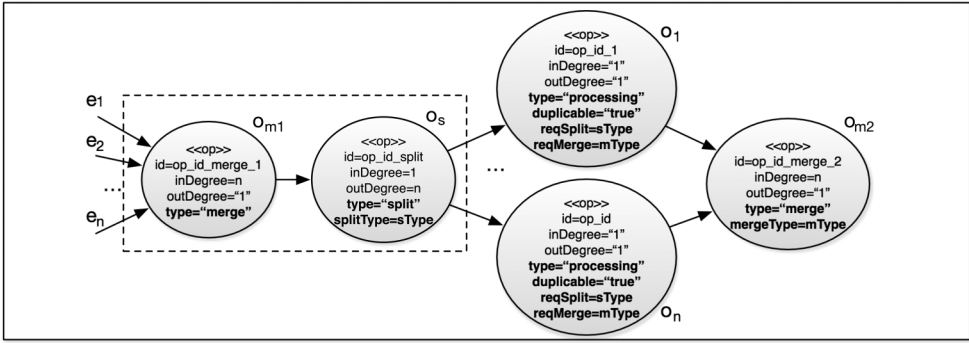 e1
e2
...
en
om1
<<op>>
id=op_id_merge_1
inDegree=n
outDegree="1"
type="merge"
os
<<op>>
id=op_id_split
inDegree=1
outDegree=n
type="split"
splitType=sType
...
o1
<<op>>
id=op_id_1
inDegree="1"
outDegree="1"
type="processing"
duplicable="true"
reqSplit=sType
reqMerge=mType
<<op>>
id=op_id
inDegree="1"
outDegree="1"
type="processing"
duplicable="true"
reqSplit=sType
reqMerge=mType
on
om2
<<op>>
id=op_id_merge_2
inDegree=n
outDegree="1"
type="merge"
mergeType=mType